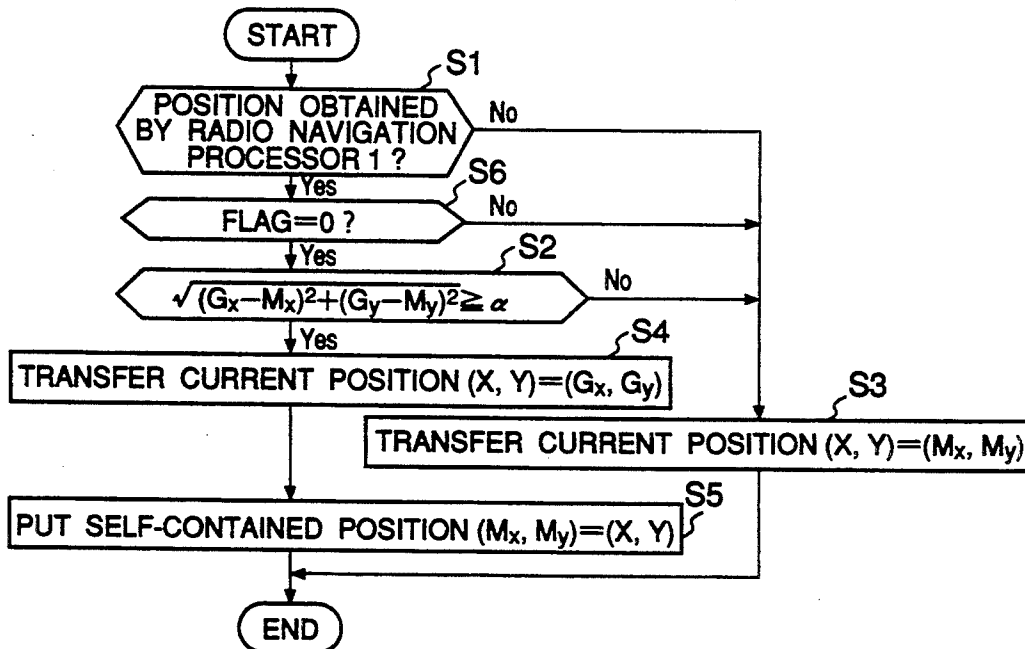 START
S1
POSITION OBTAINED
BY RADIO NAVIGATION
PROCESSOR 1 ?
No
Yes
S6
FLAG=0 ?
No
Yes
S2
√(Gx−Mx)2+(Gy−My)2 ≧ α
No
Yes
S4
TRANSFER CURRENT POSITION (X, Y)=(Gx, Gy)
S3
TRANSFER CURRENT POSITION (X, Y)=(Mx, My)
S5
PUT SELF-CONTAINED POSITION (Mx, My)=(X, Y)
END